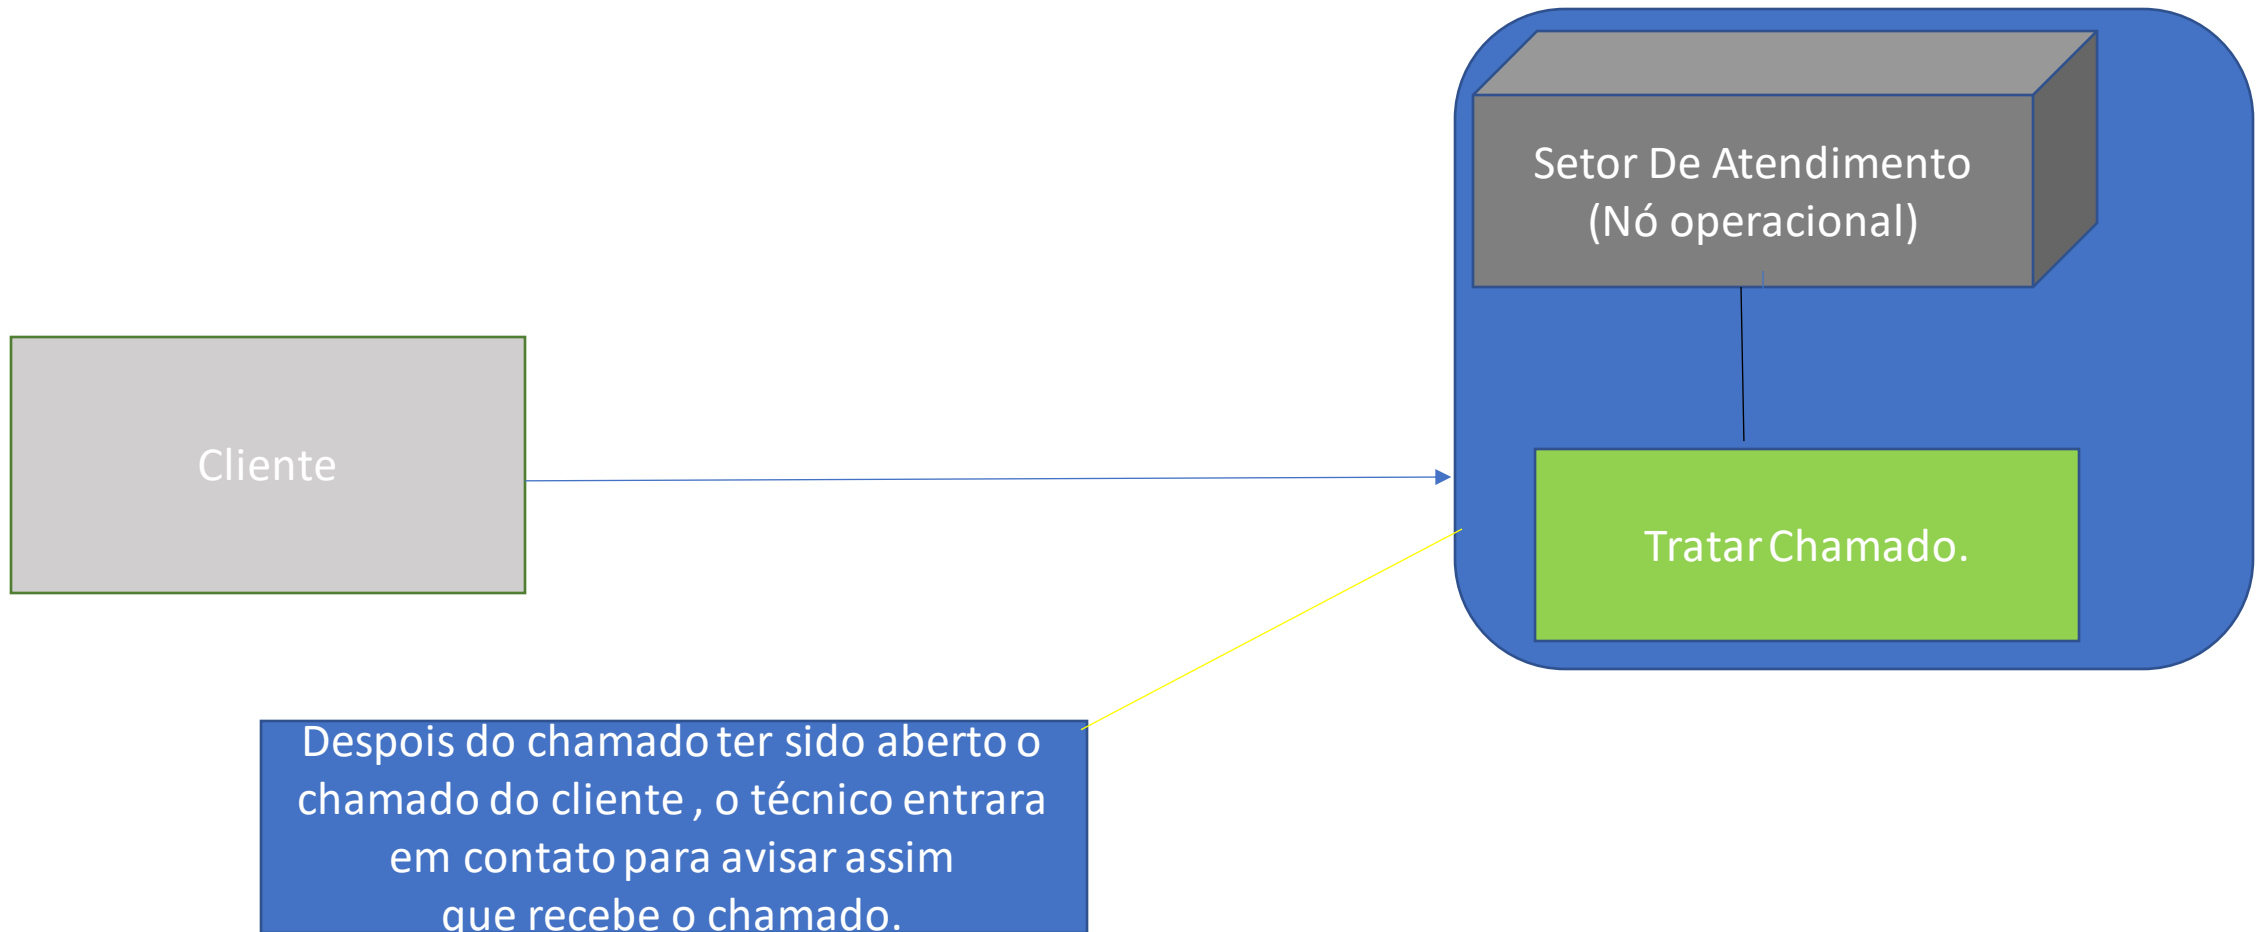 Setor De Atendimento
(Nó operacional)
Cliente
Tratar Chamado.
Despois do chamado ter sido aberto o
chamado do cliente , o técnico entrara
em contato para avisar assim
que recebe o chamado.